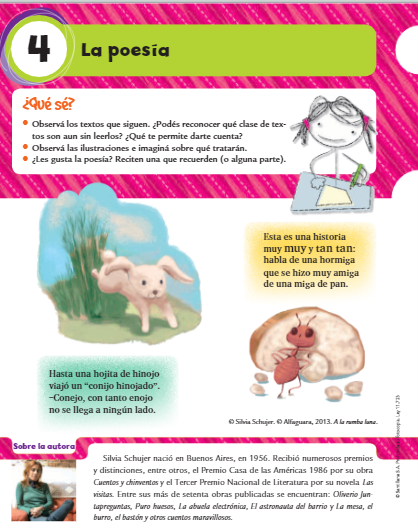 4
La poesía
¿Qué sé?
• Observá los textos que siguen. ¿Podés reconocer qué clase de tex-
tos son aun sin leerlos? ¿Qué te permite darte cuenta?
• Observá las ilustraciones e imaginá sobre qué tratarán.
• ¿Les gusta la poesía? Reciten una que recuerden (o alguna parte).
Esta es una historia
muy muy y tan tan:
habla de una hormiga
que se hizo muy amiga
de una miga de pan.
Hasta una hojita de hinojo
viajó un “conijo hinojado”.
–Conejo, con tanto enojo
no se llega a ningún lado.
© Silvia Schujer. © Alfaguara, 2013. A la rumba luna.
Sobre la autora
Silvia Schujer nació en Buenos Aires, en 1956. Recibió numerosos premios
y distinciones, entre otros, el Premio Casa de las Américas 1986 por su obra
Cuentos y chinventos y el Tercer Premio Nacional de Literatura por su novela Las
visitas. Entre sus más de setenta obras publicadas se encuentran: Oliverio Jun-
tapreguntas, Puro huesos, La abuela electrónica, El astronauta del barrio y La mesa, el
burro, el bastón y otros cuentos maravillosos.
© Santillana S.A. Prohibida su fotocopia. Ley 11.723